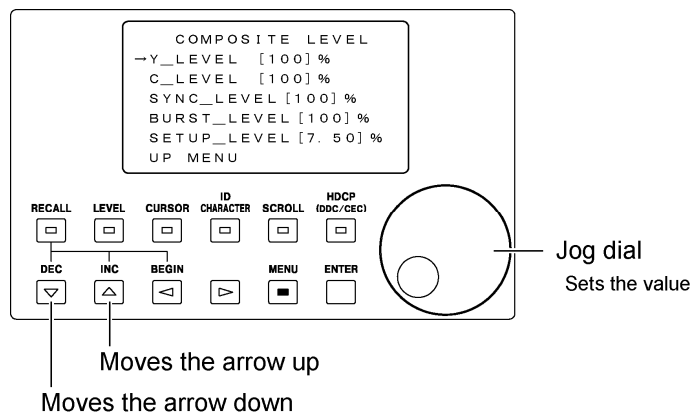 COMPOSITE LEVEL
→Y_LEVEL [100]%
C_LEVEL [100]%
SYNC_LEVEL[100]%
BURST_LEVEL[100]%
SETUP_LEVEL[7. 50]%
UP MENU
RECALL LEVEL CURSOR ID CHARACTER SCROLL HDCP (DDC/CEC)
DEC INC BEGIN MENU ENTER
Jog dial
Sets the value
Moves the arrow up
Moves the arrow down